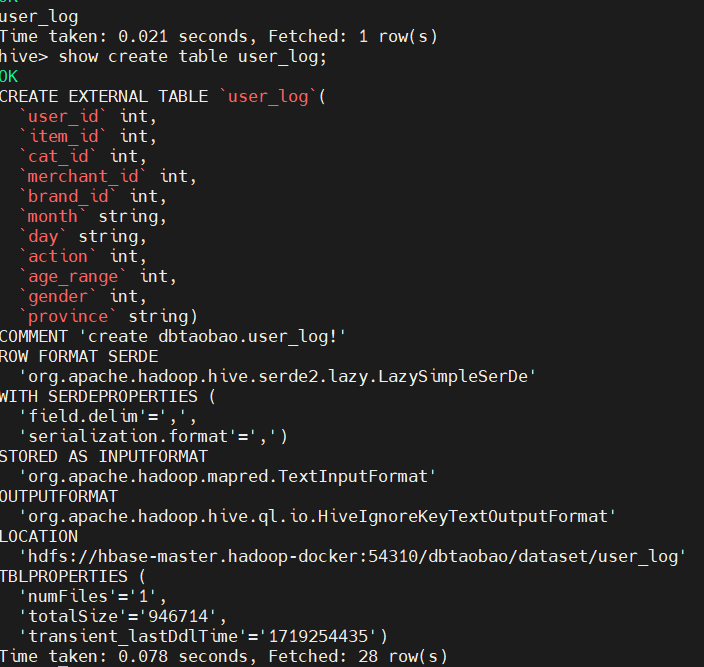 OK
user_log
Time taken: 0.021 seconds, Fetched: 1 row(s)
hive> show create table user_log;
OK
CREATE EXTERNAL TABLE `user_log`(
  `user_id` int,
  `item_id` int,
  `cat_id` int,
  `merchant_id` int,
  `brand_id` int,
  `month` string,
  `day` string,
  `action` int,
  `age_range` int,
  `gender` int,
  `province` string)
COMMENT 'create dbtaobao.user_log!'
ROW FORMAT SERDE
  'org.apache.hadoop.hive.serde2.lazy.LazySimpleSerDe'
WITH SERDEPROPERTIES (
  'field.delim'=',',
  'serialization.format'=',')
STORED AS INPUTFORMAT
  'org.apache.hadoop.mapred.TextInputFormat'
OUTPUTFORMAT
  'org.apache.hadoop.hive.ql.io.HiveIgnoreKeyTextOutputFormat'
LOCATION
  'hdfs://hbase-master.hadoop-docker:54310/dbtaobao/dataset/user_log'
TBLPROPERTIES (
  'numFiles'='1',
  'totalSize'='946714',
  'transient_lastDdlTime'='1719254435')
Time taken: 0.078 seconds, Fetched: 28 row(s)